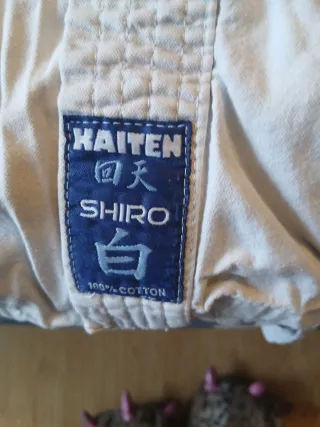 KAITEN
回天
SHIRO
白
100% COTTON